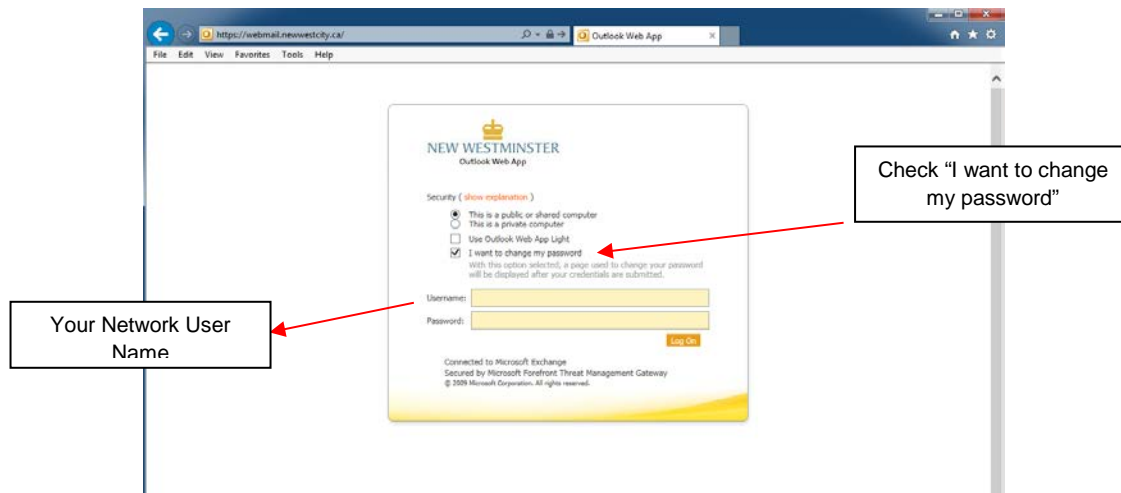 https://webmail.newwestcity.ca/
Outlook Web App
File Edit View Favorites Tools Help
NEW WESTMINSTER
Outlook Web App
Check “I want to change
my password”
Security ( show explanation )
This is a public or shared computer
This is a private computer
Use Outlook Web App Light
I want to change my password
With this option selected, a page used to change your password
will be displayed after your credentials are submitted.
Username:
Your Network User
Name
Password:
Log On
Connected to Microsoft Exchange
Secured by Microsoft Forefront Threat Management Gateway
© 2009 Microsoft Corporation. All rights reserved.